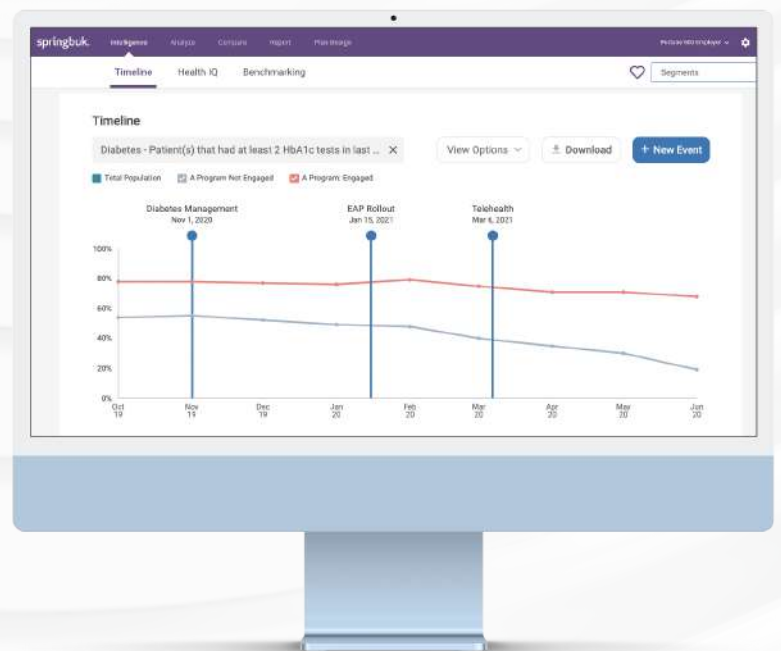 springbuk. Intelligence Analyze Compare Report Plan Design
Timeline Health IQ Benchmarking Segments
Timeline
Diabetes - Patient(s) that had at least 2 HbA1c tests in last ... X View Options Download + New Event
Total Population A Program Not Engaged A Program: Engaged
Diabetes Management EAP Rollout Telehealth
Nov 1, 2020 Jan 15, 2021 Mar 6, 2021
100%
80%
60%
40%
20%
0%
Oct Nov Dec Jan Feb Mar Apr May Jun
19 19 19 20 20 20 20 20 20